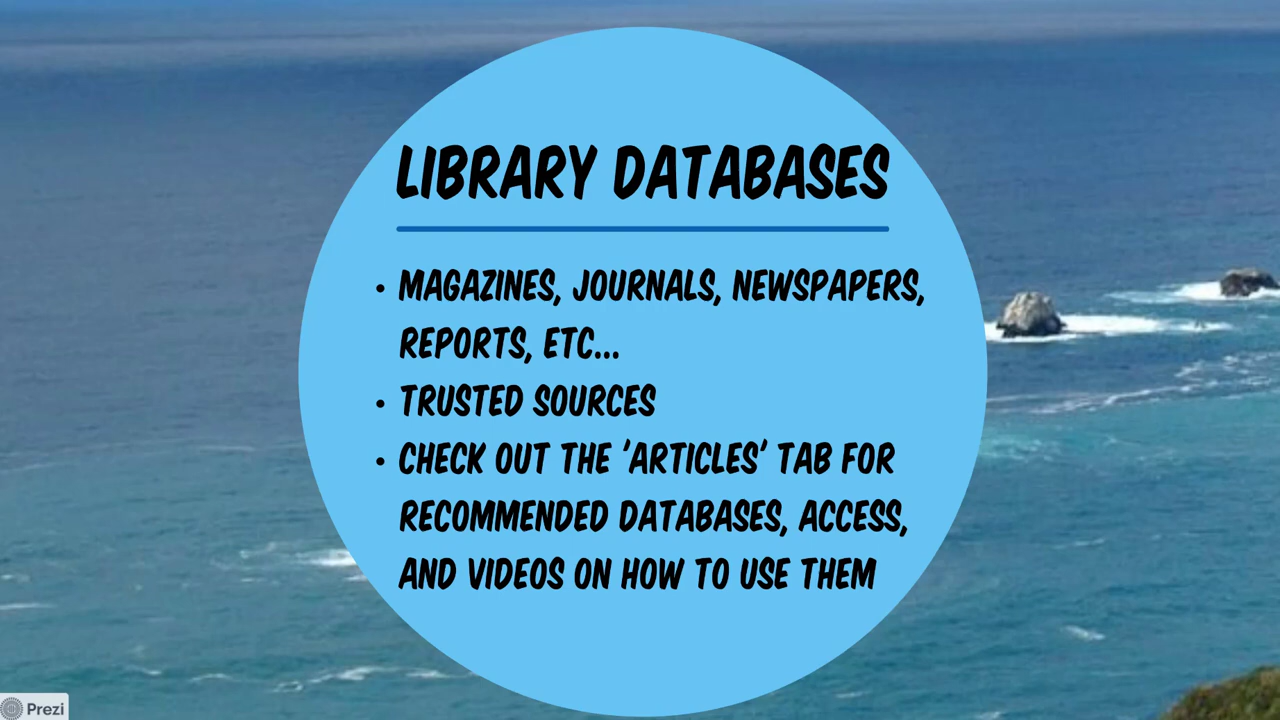 LIBRARY DATABASES
• MAGAZINES, JOURNALS, NEWSPAPERS,
REPORTS, ETC...
• TRUSTED SOURCES
• CHECK OUT THE 'ARTICLES' TAB FOR
RECOMMENDED DATABASES, ACCESS,
AND VIDEOS ON HOW TO USE THEM
Prezi